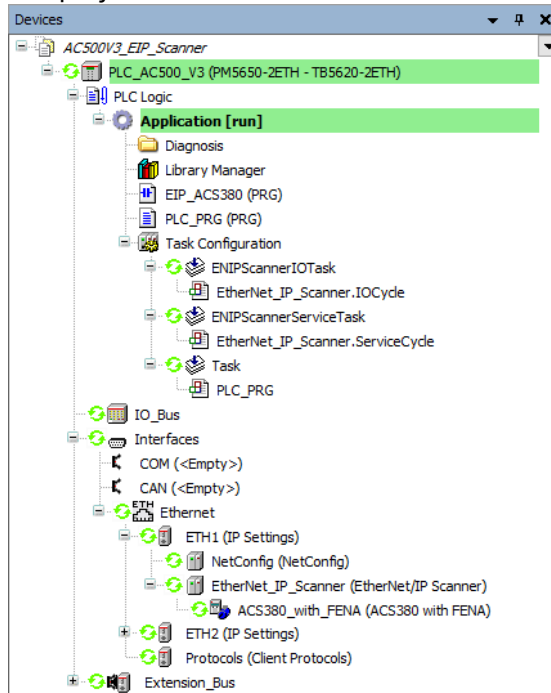 Devices
AC500V3_EIP_Scanner
PLC_AC500_V3 (PM5650-2ETH - TB5620-2ETH)
PLC Logic
Application [run]
Diagnosis
Library Manager
EIP_ACS380 (PRG)
PLC_PRG (PRG)
Task Configuration
ENIPScannerIOTask
EtherNet_IP_Scanner.IOCycle
ENIPScannerServiceTask
EtherNet_IP_Scanner.ServiceCycle
Task
PLC_PRG
IO_Bus
Interfaces
COM (<Empty>)
CAN (<Empty>)
ETH
Ethernet
ETH1 (IP Settings)
NetConfig (NetConfig)
EtherNet_IP_Scanner (EtherNet/IP Scanner)
ACS380_with_FENA (ACS380 with FENA)
ETH2 (IP Settings)
Protocols (Client Protocols)
Extension_Bus